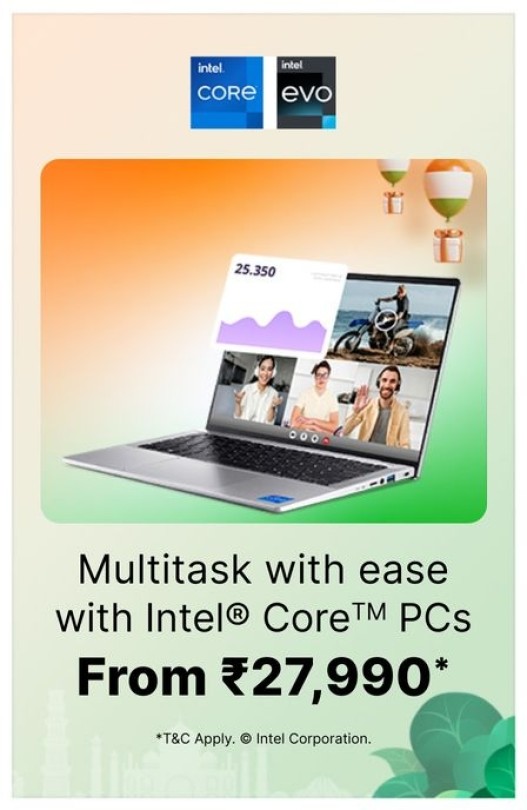 intel.
CORE
intel
evo
25.350
Multitask with ease
with Intel® Core™ PCs
From ₹27,990*
*T&C Apply. © Intel Corporation.